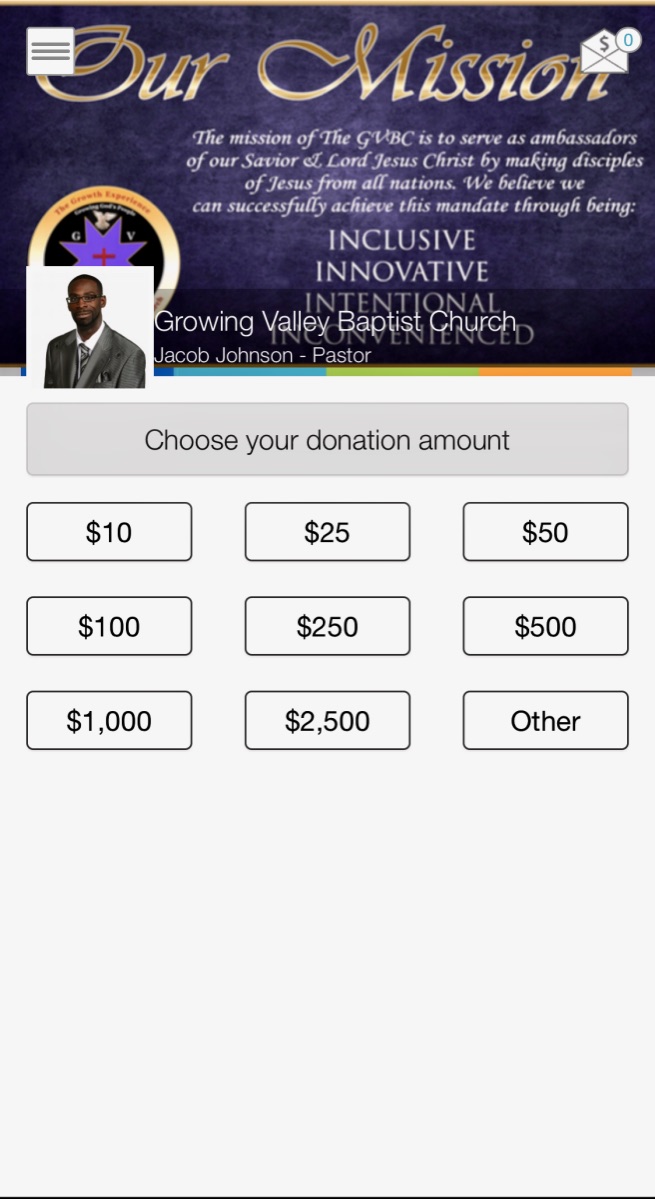 Our Mission
$ 0
The mission of The GVBC is to serve as ambassadors
of our Savior & Lord Jesus Christ by making disciples
of Jesus from all nations. We believe we
can successfully achieve this mandate through being:
The Growth Experience
Growing God's People
G V
INCLUSIVE
INNOVATIVE
INTENTIONAL
INCONVENIENCED
Growing Valley Baptist Church
Jacob Johnson - Pastor
Choose your donation amount
$10 $25 $50
$100 $250 $500
$1,000 $2,500 Other